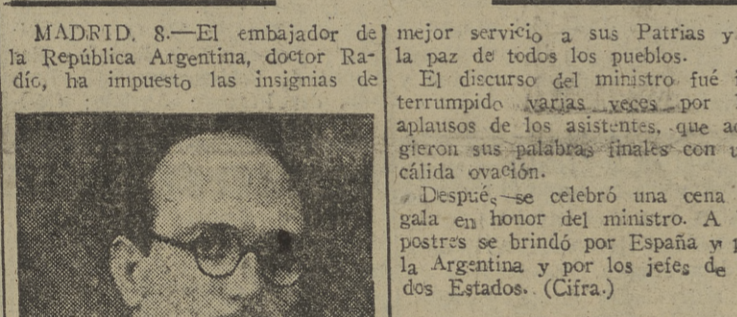 MADRID, 8.—El embajador de
la República Argentina, doctor Ra-
dío, ha impuesto las insignias de
mejor servicio a sus Patrias y
la paz de todos los pueblos.
El discurso del ministro fué
terrumpido varias veces por
aplausos de los asistentes, que
gieron sus palabras finales con
cálida ovación.
Después se celebró una cena
gala en honor del ministro. A
postres se brindó por España y
la Argentina y por los jefes de
dos Estados. (Cifra.)